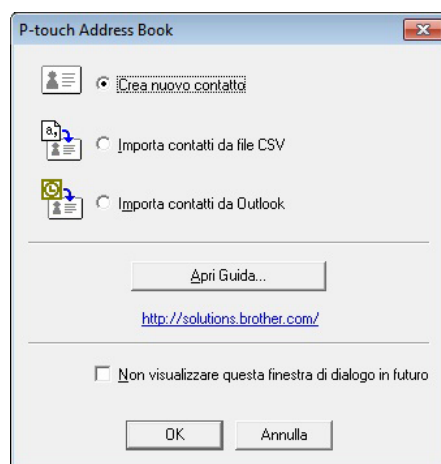 P-touch Address Book
Crea nuovo contatto
a,
Importa contatti da file CSV
Importa contatti da Outlook
Apri Guida...
http://solutions.brother.com/
Non visualizzare questa finestra di dialogo in futuro
OK Annulla